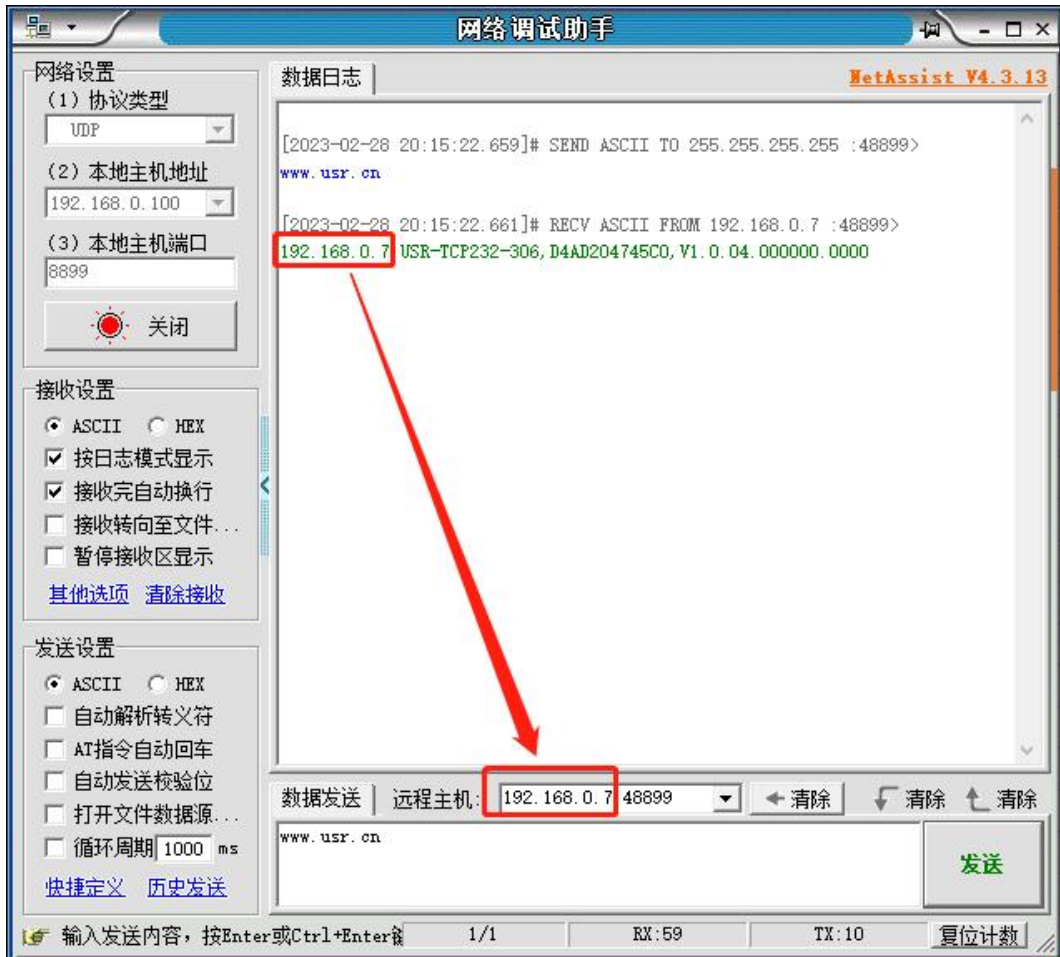 网络调试助手
网络设置
(1) 协议类型
UDP
(2) 本地主机地址
192.168.0.100
(3) 本地主机端口
8899
关闭
接收设置
ASCII HEX
按日志模式显示
接收完自动换行
接收转向至文件...
暂停接收区显示
其他选项 清除接收
发送设置
ASCII HEX
自动解析转义符
AT指令自动回车
自动发送校验位
打开文件数据源...
循环周期 1000 ms
快捷定义 历史发送
数据日志 NetAssist V4.3.13
[2023-02-28 20:15:22.659]# SEND ASCII TO 255.255.255.255 :48899>
www.usr.cn
[2023-02-28 20:15:22.661]# RECV ASCII FROM 192.168.0.7 :48899>
192.168.0.7 USR-TCP232-306,D4AD204745C0,V1.0.04.000000.0000
数据发送 远程主机: 192.168.0.7 48899 清除 清除 清除
www.usr.cn
发送
输入发送内容，按Enter或Ctrl+Enter 1/1 RX:59 TX:10 复位计数